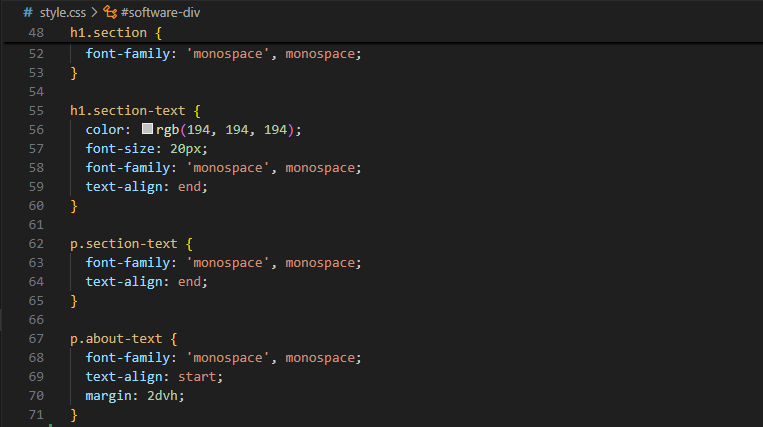 # style.css > #software-div
48 h1.section {
52   font-family: 'monospace', monospace;
53 }
54
55 h1.section-text {
56   color: rgb(194, 194, 194);
57   font-size: 20px;
58   font-family: 'monospace', monospace;
59   text-align: end;
60 }
61
62 p.section-text {
63   font-family: 'monospace', monospace;
64   text-align: end;
65 }
66
67 p.about-text {
68   font-family: 'monospace', monospace;
69   text-align: start;
70   margin: 2dvh;
71 }